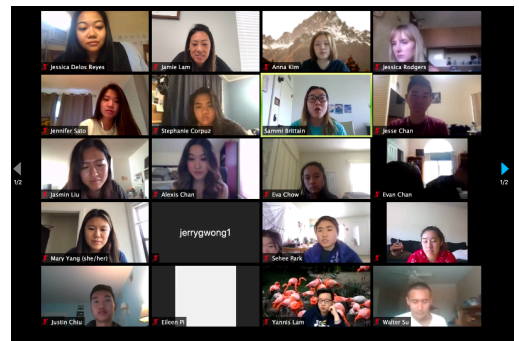 Jessica Delos Reyes
Jamie Lam
Anna Kim
Jessica Rodgers
Jennifer Sato
Stephanie Corpuz
Sammi Brittain
Jesse Chan
1/2
1/2
Jasmin Liu
Alexis Chan
Eva Chow
Evan Chan
Mary Yang (she/her)
jerrygwong1
Sehee Park
Justin Chiu
Eileen Pi
Yannis Lam
Walter Su